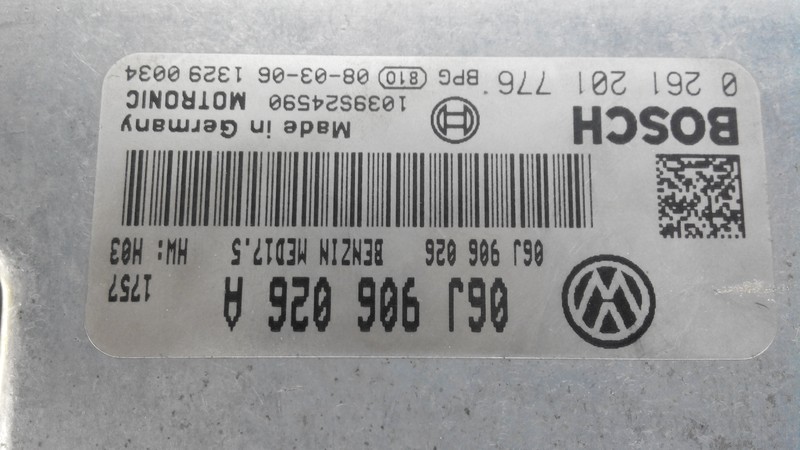 06J 906 026 A 1757
06J 906 026 BENZIN MED17.5 HW: H03
BOSCH Made in Germany
1039S24590 MOTRONIC
0 261 201 776 BPG 810 08-03-06 1329 0034